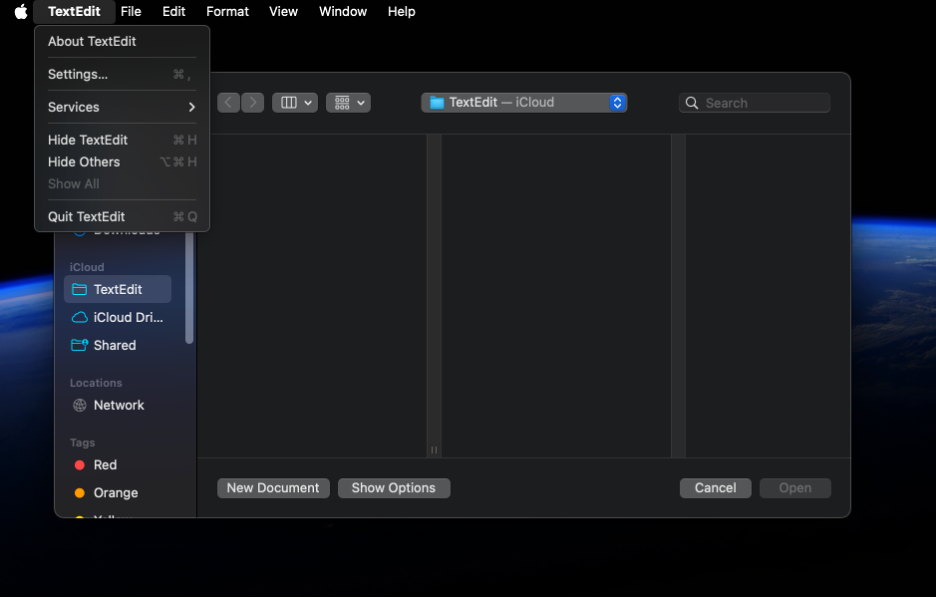 TextEdit File Edit Format View Window Help
About TextEdit
Settings... ⌘ ,
Services
Hide TextEdit ⌘ H
Hide Others ⌥ ⌘ H
Show All
Quit TextEdit ⌘ Q
TextEdit — iCloud
Search
Downloads
iCloud
TextEdit
iCloud Dri...
Shared
Locations
Network
Tags
Red
Orange
Yellow
New Document Show Options Cancel Open